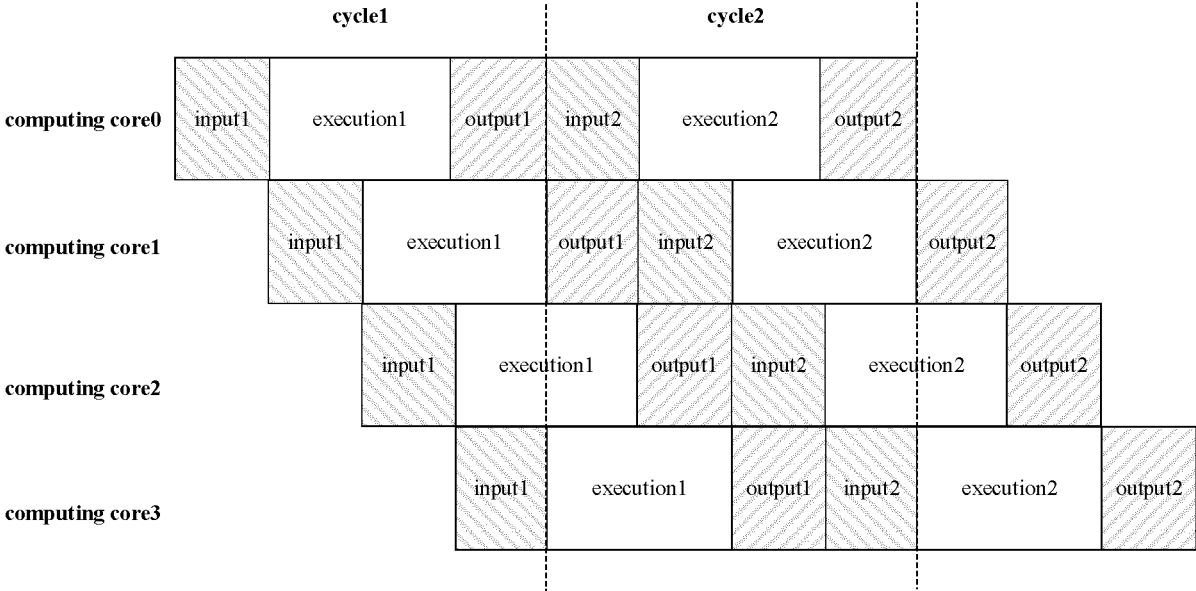 cycle1 cycle2
computing core0 input1 execution1 output1 input2 execution2 output2
computing core1 input1 execution1 output1 input2 execution2 output2
computing core2 input1 execution1 output1 input2 execution2 output2
computing core3 input1 execution1 output1 input2 execution2 output2